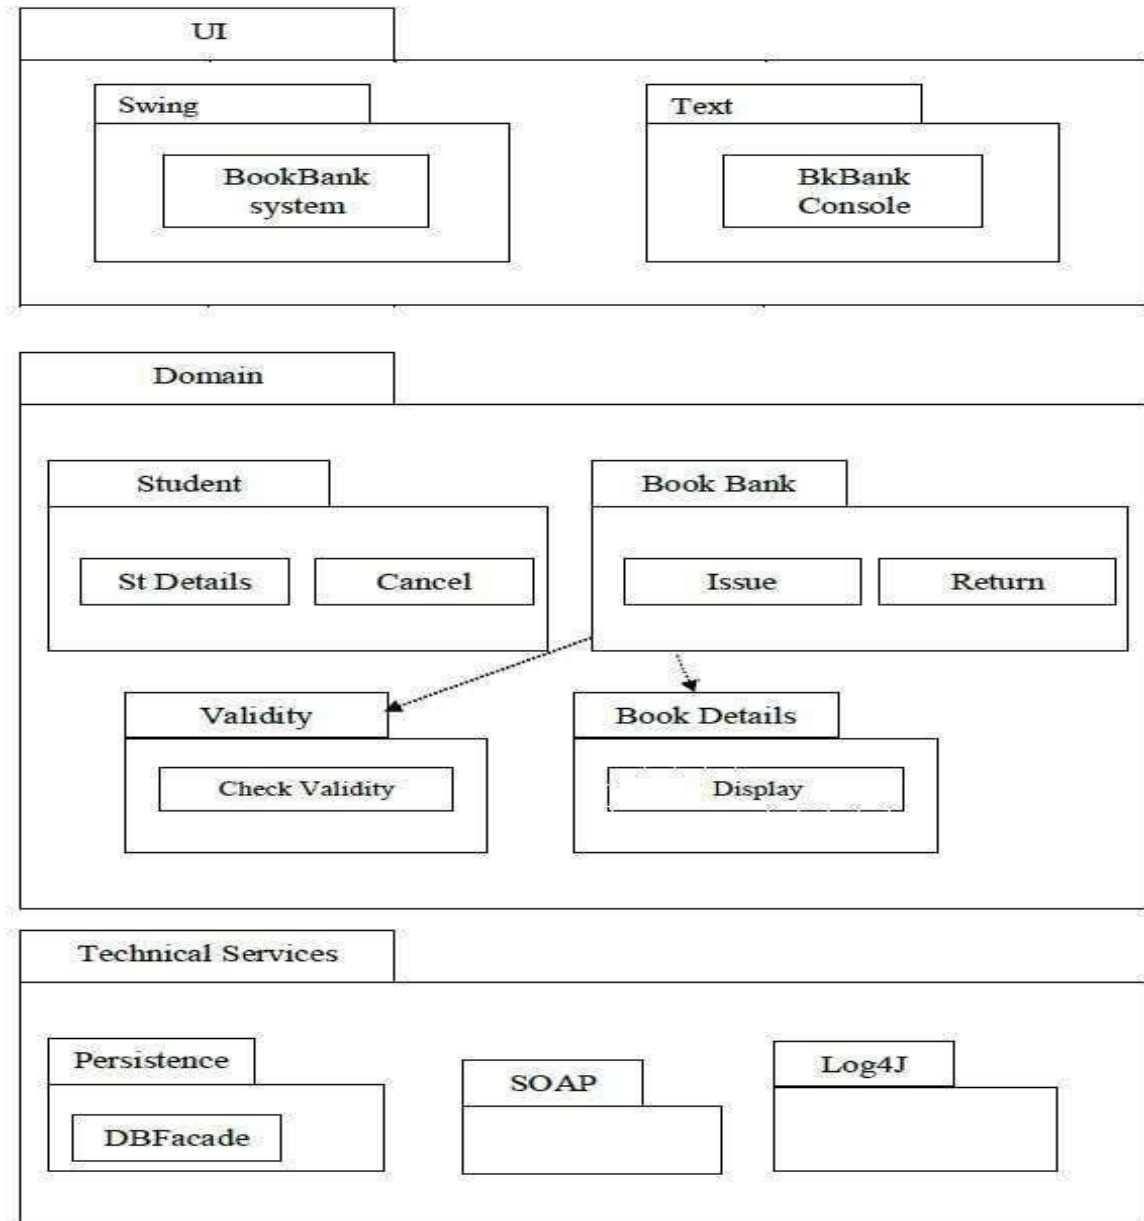 UI
Swing
Text
BookBank
system
BkBank
Console
Domain
Student
Book Bank
St Details
Cancel
Issue
Return
Validity
Book Details
Check Validity
Display
Technical Services
Persistence
SOAP
Log4J
DBFacade